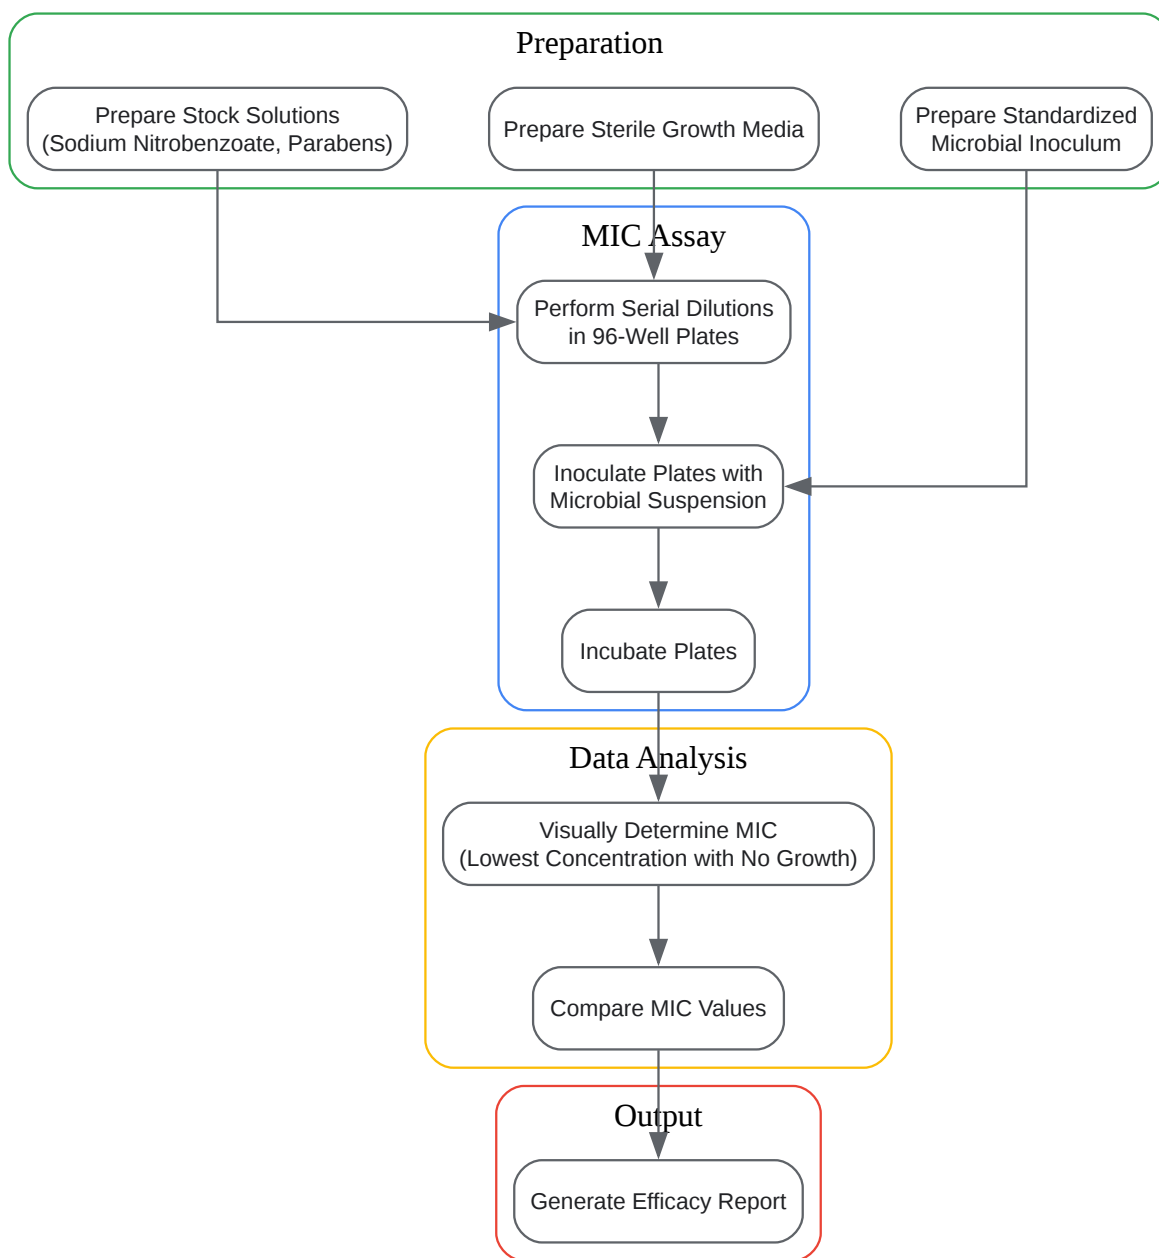 Preparation
Prepare Stock Solutions
(Sodium Nitrobenzoate, Parabens)
Prepare Sterile Growth Media
Prepare Standardized
Microbial Inoculum
MIC Assay
Perform Serial Dilutions
in 96-Well Plates
Inoculate Plates with
Microbial Suspension
Incubate Plates
Data Analysis
Visually Determine MIC
(Lowest Concentration with No Growth)
Compare MIC Values
Output
Generate Efficacy Report